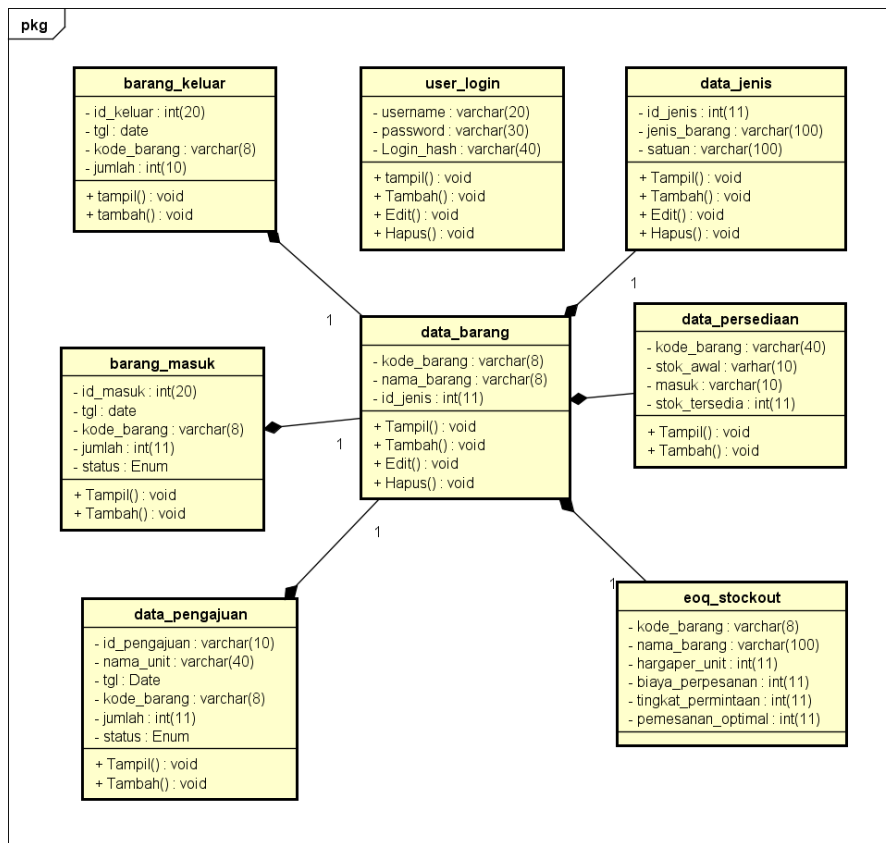 pkg
barang_keluar
- id_keluar : int(20)
- tgl : date
- kode_barang : varchar(8)
- jumlah : int(10)
+ tampil() : void
+ tambah() : void
user_login
- username : varchar(20)
- password : varchar(30)
- Login_hash : varchar(40)
+ tampil() : void
+ Tambah() : void
+ Edit() : void
+ Hapus() : void
data_jenis
- id_jenis : int(11)
- jenis_barang : varchar(100)
- satuan : varchar(100)
+ Tampil() : void
+ Tambah() : void
+ Edit() : void
+ Hapus() : void
1
1
barang_masuk
- id_masuk : int(20)
- tgl : date
- kode_barang : varchar(8)
- jumlah : int(11)
- status : Enum
+ Tampil() : void
+ Tambah() : void
1
data_barang
- kode_barang : varchar(8)
- nama_barang : varchar(8)
- id_jenis : int(11)
+ Tampil() : void
+ Tambah() : void
+ Edit() : void
+ Hapus() : void
data_persediaan
- kode_barang : varchar(40)
- stok_awal : varhar(10)
- masuk : varchar(10)
- stok_tersedia : int(11)
+ Tampil() : void
+ Tambah() : void
1
1
data_pengajuan
- id_pengajuan : varchar(10)
- nama_unit : varchar(40)
- tgl : Date
- kode_barang : varchar(8)
- jumlah : int(11)
- status : Enum
+ Tampil() : void
+ Tambah() : void
eoq_stockout
- kode_barang : varchar(8)
- nama_barang : varchar(100)
- hargaper_unit : int(11)
- biaya_perpesanan : int(11)
- tingkat_permintaan : int(11)
- pemesanan_optimal : int(11)